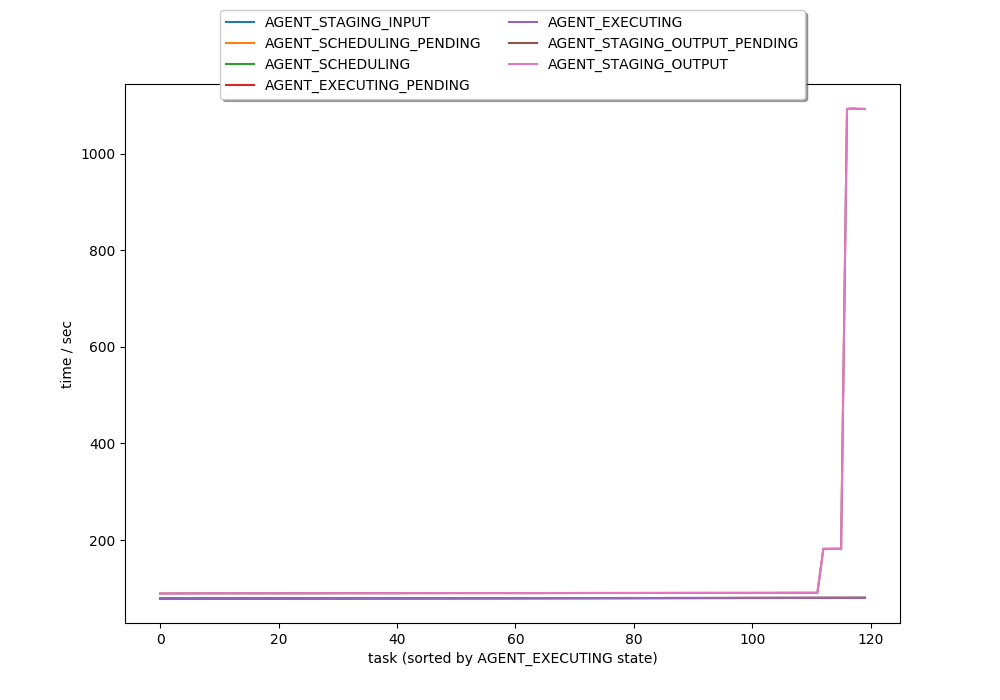 AGENT_STAGING_INPUT
AGENT_SCHEDULING_PENDING
AGENT_SCHEDULING
AGENT_EXECUTING_PENDING
AGENT_EXECUTING
AGENT_STAGING_OUTPUT_PENDING
AGENT_STAGING_OUTPUT
1000
800
600
400
200
time / sec
0 20 40 60 80 100 120
task (sorted by AGENT_EXECUTING state)